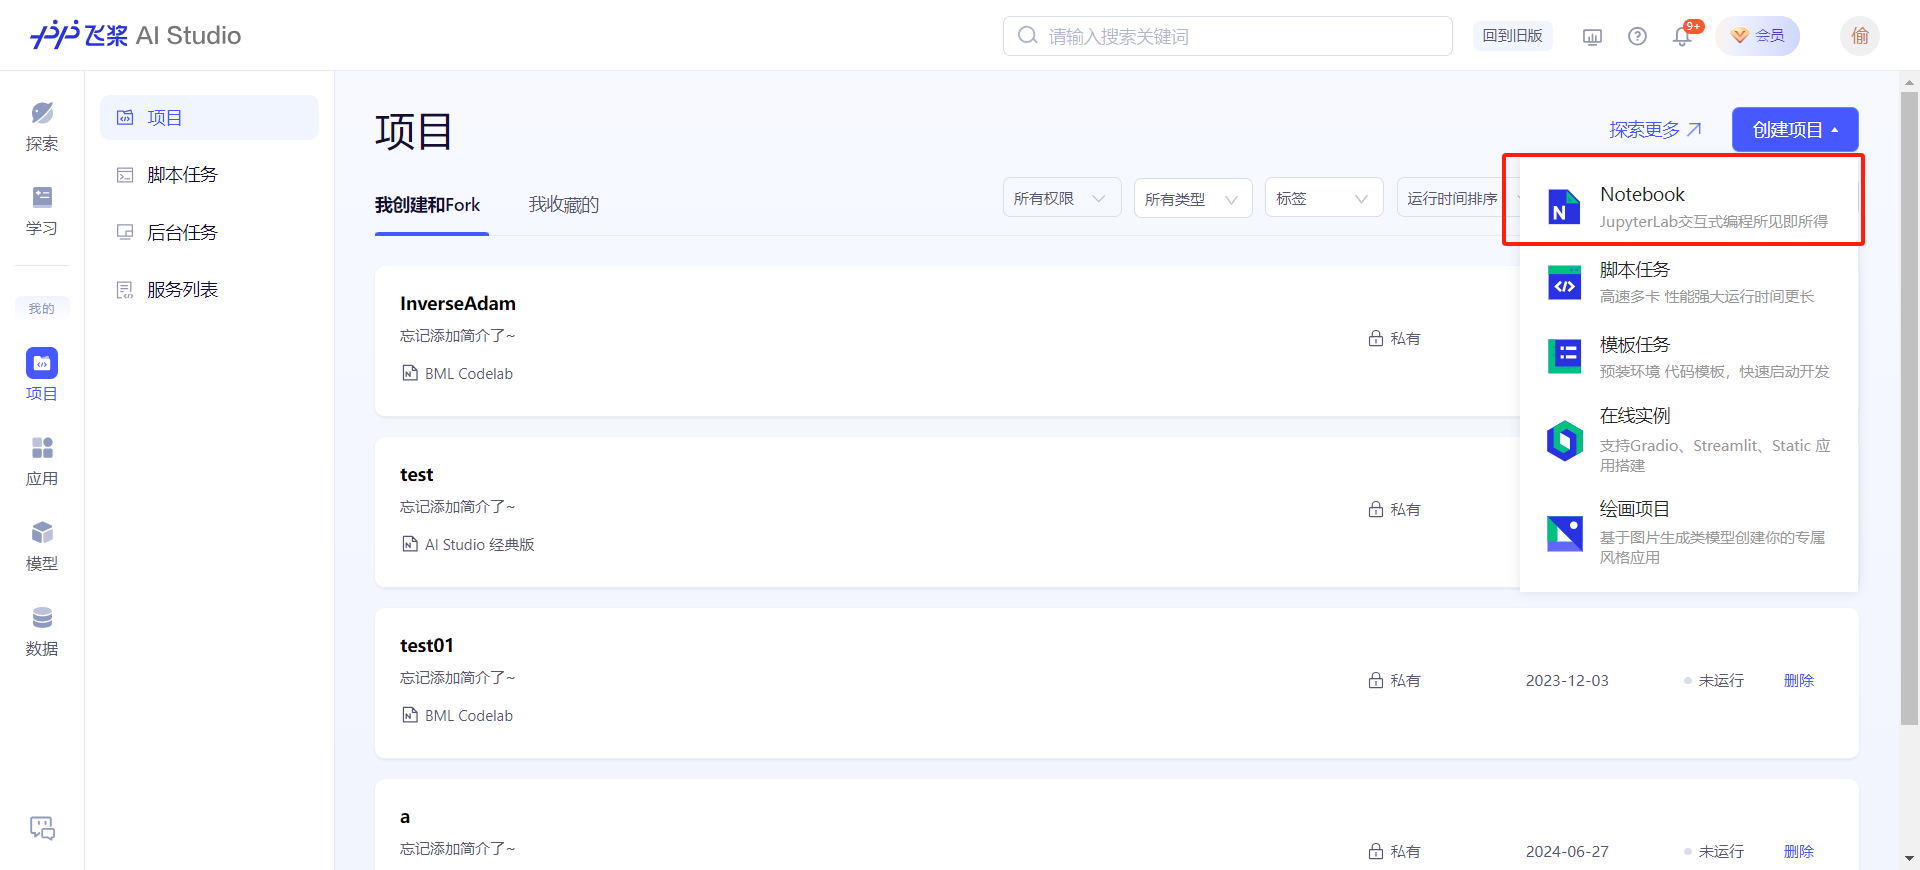 飞桨 AI Studio
请输入搜索关键词
回到旧版
9+
会员
偷
探索
学习
我的
项目
应用
模型
数据
项目
脚本任务
后台任务
服务列表
项目
探索更多
创建项目
我创建和Fork
我收藏的
所有权限
所有类型
标签
运行时间排序
Notebook
JupyterLab交互式编程所见即所得
脚本任务
高速多卡 性能强大运行时间更长
模板任务
预装环境 代码模板，快速启动开发
在线实例
支持Gradio、Streamlit、Static 应
用搭建
绘画项目
基于图片生成类模型创建你的专属
风格应用
InverseAdam
忘记添加简介了~
BML Codelab
私有
test
忘记添加简介了~
AI Studio 经典版
私有
test01
忘记添加简介了~
BML Codelab
私有
2023-12-03
未运行
删除
a
忘记添加简介了~
私有
2024-06-27
未运行
删除